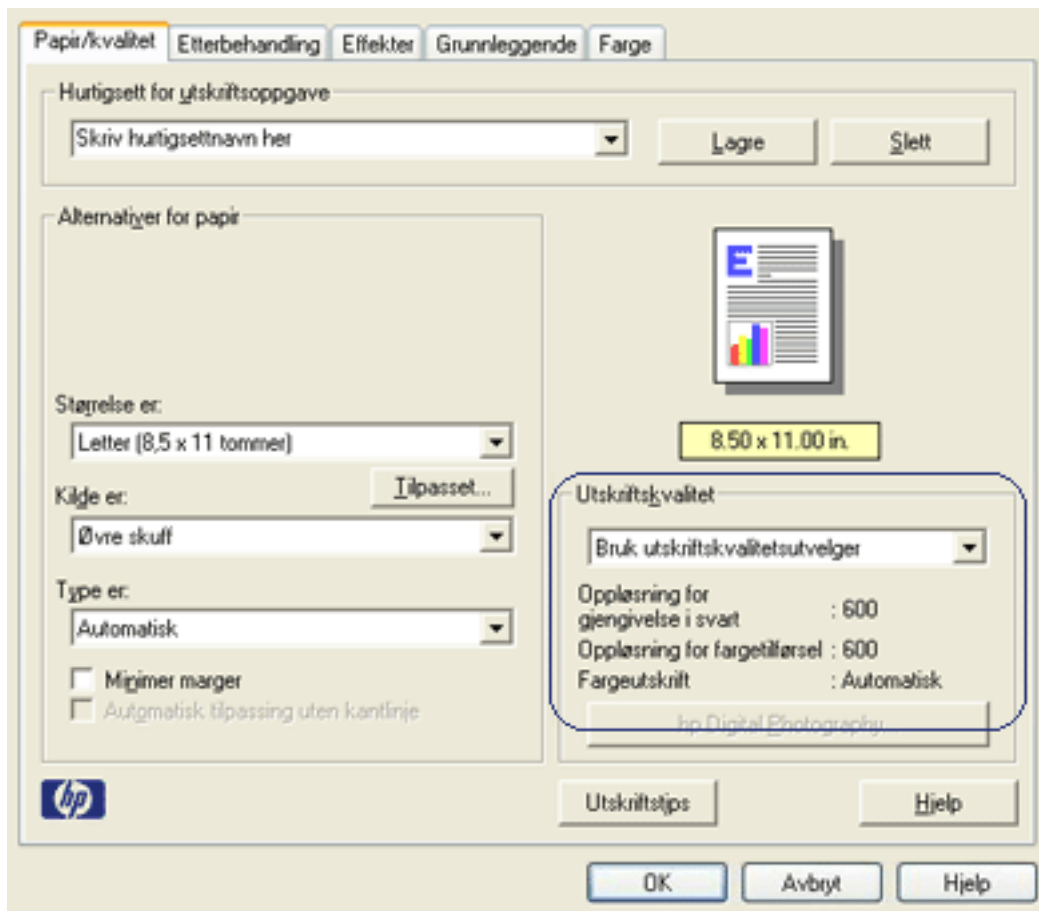 Papir/kvalitet Etterbehandling Effekter Grunnleggende Farge
Hurtigsett for utskriftsoppgave
Skriv hurtigsettnavn her Lagre Slett
Alternativer for papir
E
Størrelse er:
Letter (8,5 x 11 tommer)
8.50 x 11.00 in.
Tilpasset...
Kilde er:
Øvre skuff
Type er:
Automatisk
Minimer marger
Automatisk tilpassing uten kantlinje
Utskriftskvalitet
Bruk utskriftskvalitetsutvelger
Oppløsning for
gjengivelse i svart : 600
Oppløsning for fargetilførsel : 600
Fargeutskrift : Automatisk
hp Digital Photography...
hp
Utskriftstips Hjelp
OK Avbryt Hjelp